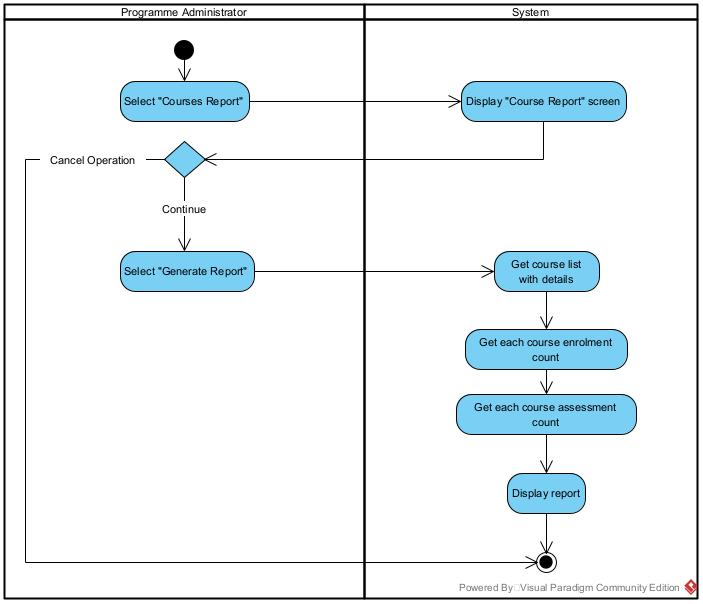 Programme Administrator
System
Select "Courses Report"
Display "Course Report" screen
Cancel Operation
Continue
Select "Generate Report"
Get course list
with details
Get each course enrolment
count
Get each course assessment
count
Display report
Powered By Visual Paradigm Community Edition